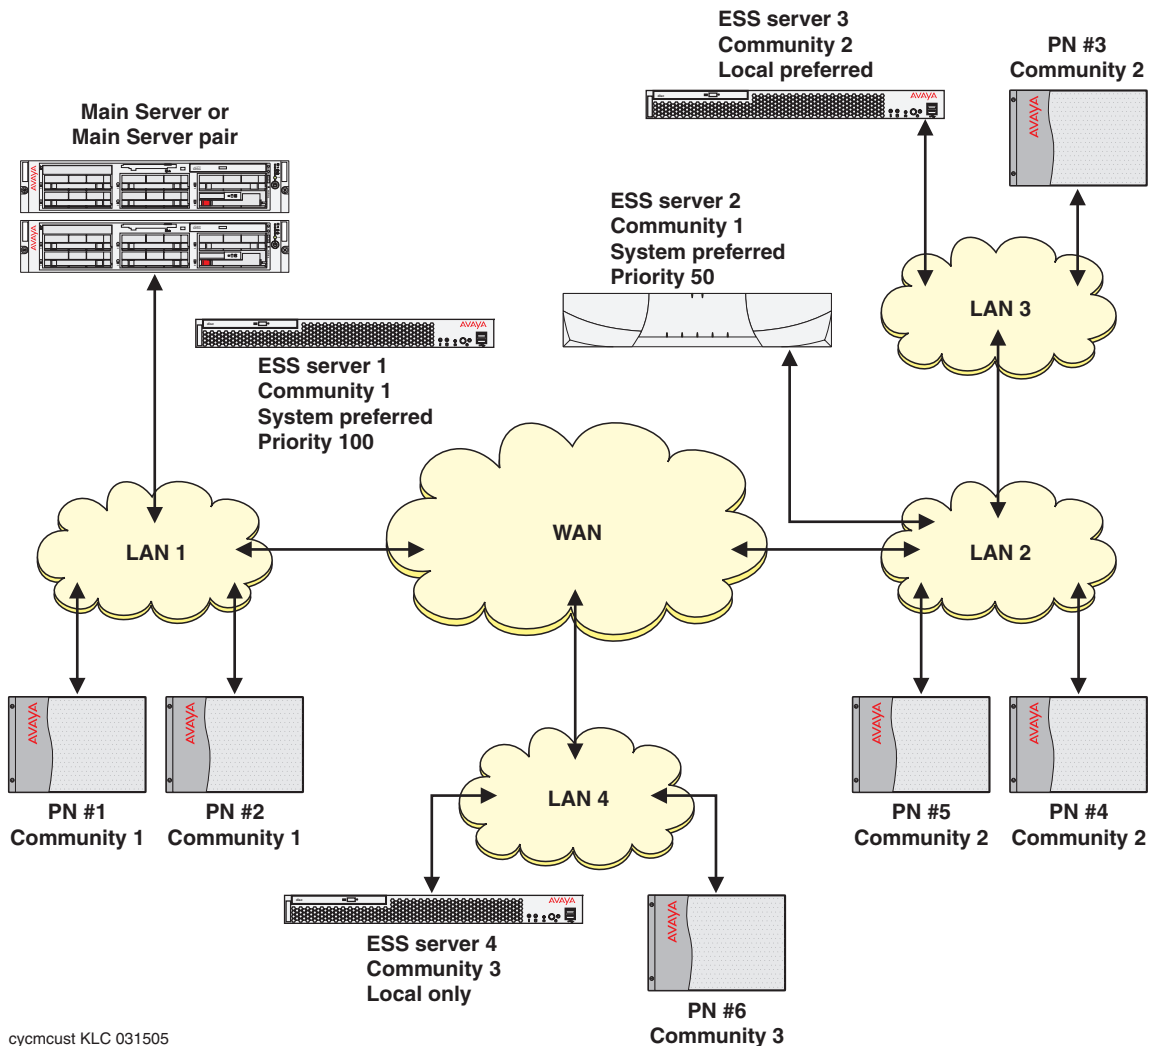 ESS server 3
Community 2
Local preferred
PN #3
Community 2
AVAYA
AVAYA
Main Server or
Main Server pair
AVAYA
AVAYA
ESS server 2
Community 1
System preferred
Priority 50
LAN 3
AVAYA
ESS server 1
Community 1
System preferred
Priority 100
WAN
LAN 1
LAN 2
AVAYA
AVAYA
AVAYA
AVAYA
PN #1
Community 1
PN #2
Community 1
LAN 4
PN #5
Community 2
PN #4
Community 2
AVAYA
AVAYA
ESS server 4
Community 3
Local only
PN #6
Community 3
cycmcust KLC 031505